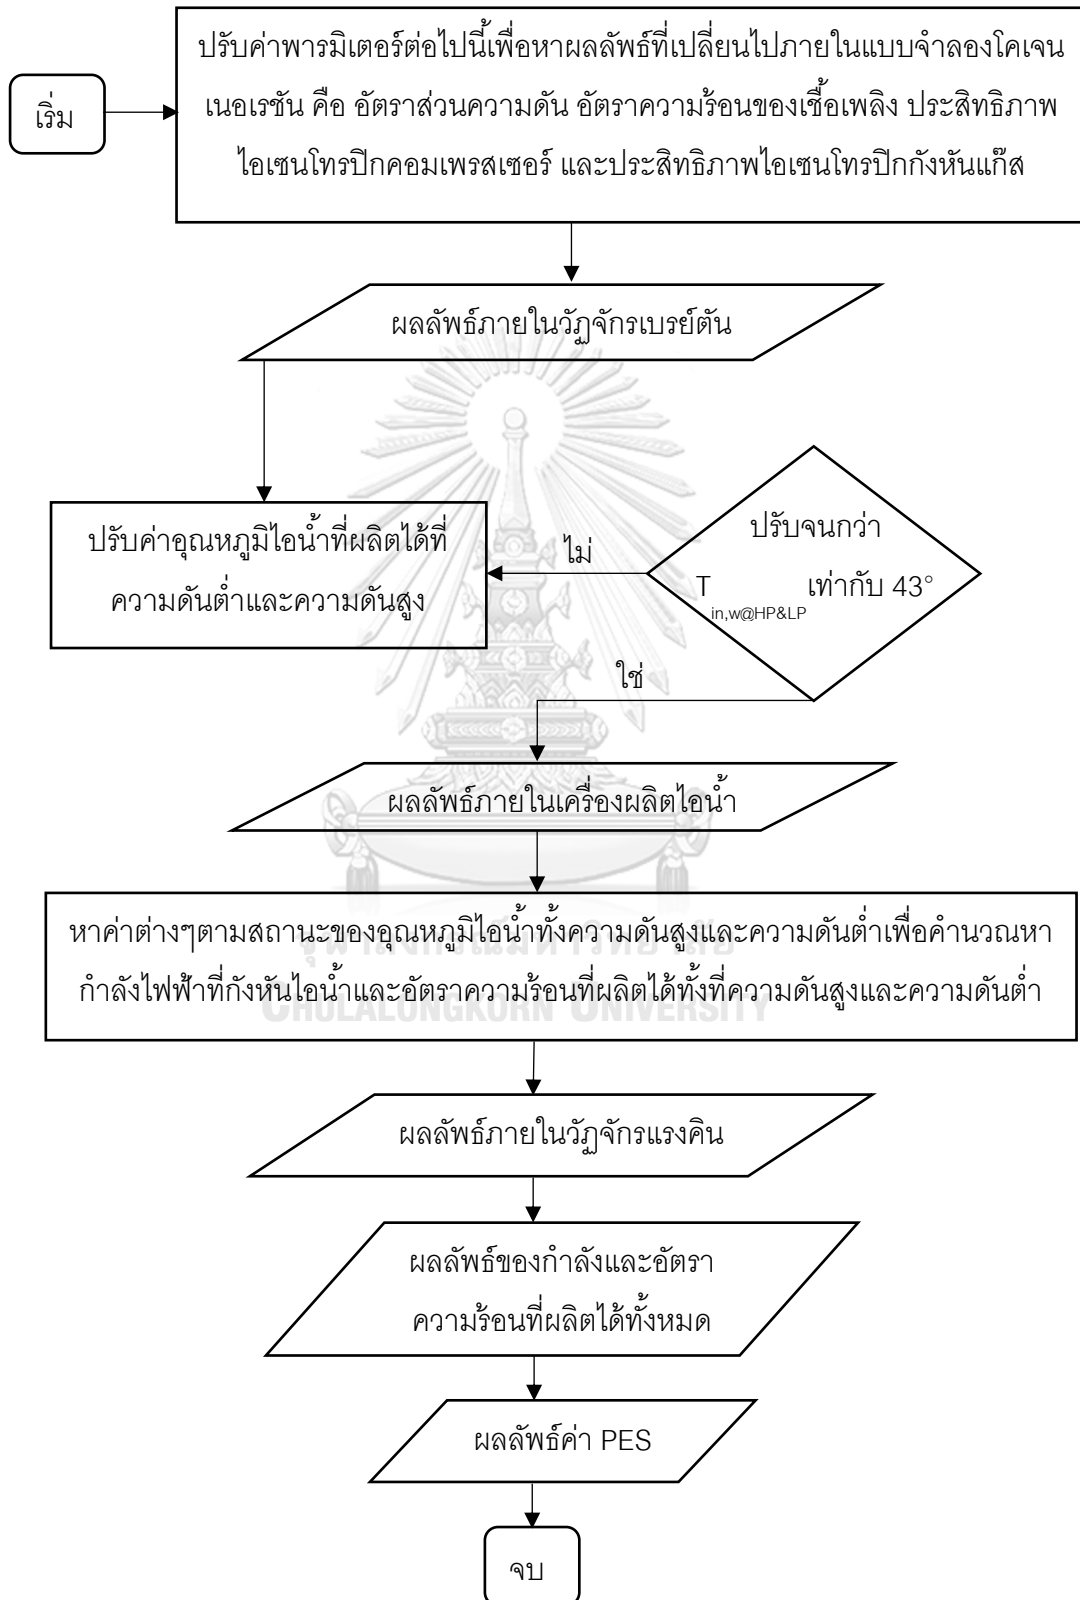 เริ่ม
ปรับค่าพารมิเตอร์ต่อไปนี้เพื่อหาผลลัพธ์ที่เปลี่ยนไปภายในแบบจำลองโคเจน
เนอเรชัน คือ อัตราส่วนความดัน อัตราความร้อนของเชื้อเพลิง ประสิทธิภาพ
ไอเซนโทรปิกคอมเพรสเซอร์ และประสิทธิภาพไอเซนโทรปิกกังหันแก๊ส
ผลลัพธ์ภายในวัฏจักรเบรย์ตัน
ปรับค่าอุณหภูมิไอน้ำที่ผลิตได้ที่
ความดันต่ำและความดันสูง
ไม่
ปรับจนกว่า
T in,w@HP&LP เท่ากับ 43°
ใช่
ผลลัพธ์ภายในเครื่องผลิตไอน้ำ
หาค่าต่างๆตามสถานะของอุณหภูมิไอน้ำทั้งความดันสูงและความดันต่ำเพื่อคำนวณหา
กำลังไฟฟ้าที่กังหันไอน้ำและอัตราความร้อนที่ผลิตได้ทั้งที่ความดันสูงและความดันต่ำ
จุฬาลงกรณ์มหาวิทยาลัย
CHULALONGKORN UNIVERSITY
ผลลัพธ์ภายในวัฏจักรแรงคิน
ผลลัพธ์ของกำลังและอัตรา
ความร้อนที่ผลิตได้ทั้งหมด
ผลลัพธ์ค่า PES
จบ